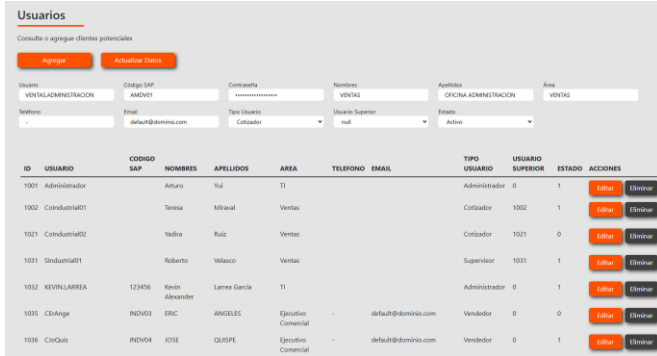 Usuarios
Consulte o agregue clientes potenciales
Agregar Actualizar Datos
Usuario Código SAP Contraseña Nombres Apellidos Área
VENTAS.ADMINISTRACION AMDV01 •••••••••••••••••• VENTAS OFICINA ADMINISTRACION VENTAS
Teléfono Email Tipo Usuario Usuario Superior Estado
- default@dominio.com Cotizador null Activo
ID USUARIO CODIGO SAP NOMBRES APELLIDOS AREA TELEFONO EMAIL TIPO USUARIO USUARIO SUPERIOR ESTADO ACCIONES
1001 Administrador Arturo Yui TI Administrador 0 1 Editar Eliminar
1002 CoIndustrial01 Teresa Miraval Ventas Cotizador 1002 1 Editar Eliminar
1021 CoIndustrial02 Yadira Ruiz Ventas Cotizador 1021 0 Editar Eliminar
1031 SIndustrial01 Roberto Velasco Ventas Supervisor 1031 1 Editar Eliminar
1032 KEVIN.LARREA 123456 Kevin Alexander Larrea García TI Administrador 0 1 Editar Eliminar
1035 CErAnge INDV03 ERIC ANGELES Ejecutivo Comercial - default@dominio.com Vendedor 0 0 Editar Eliminar
1036 CJoQuis INDV04 JOSE QUISPE Ejecutivo Comercial - default@dominio.com Vendedor 0 1 Editar Eliminar